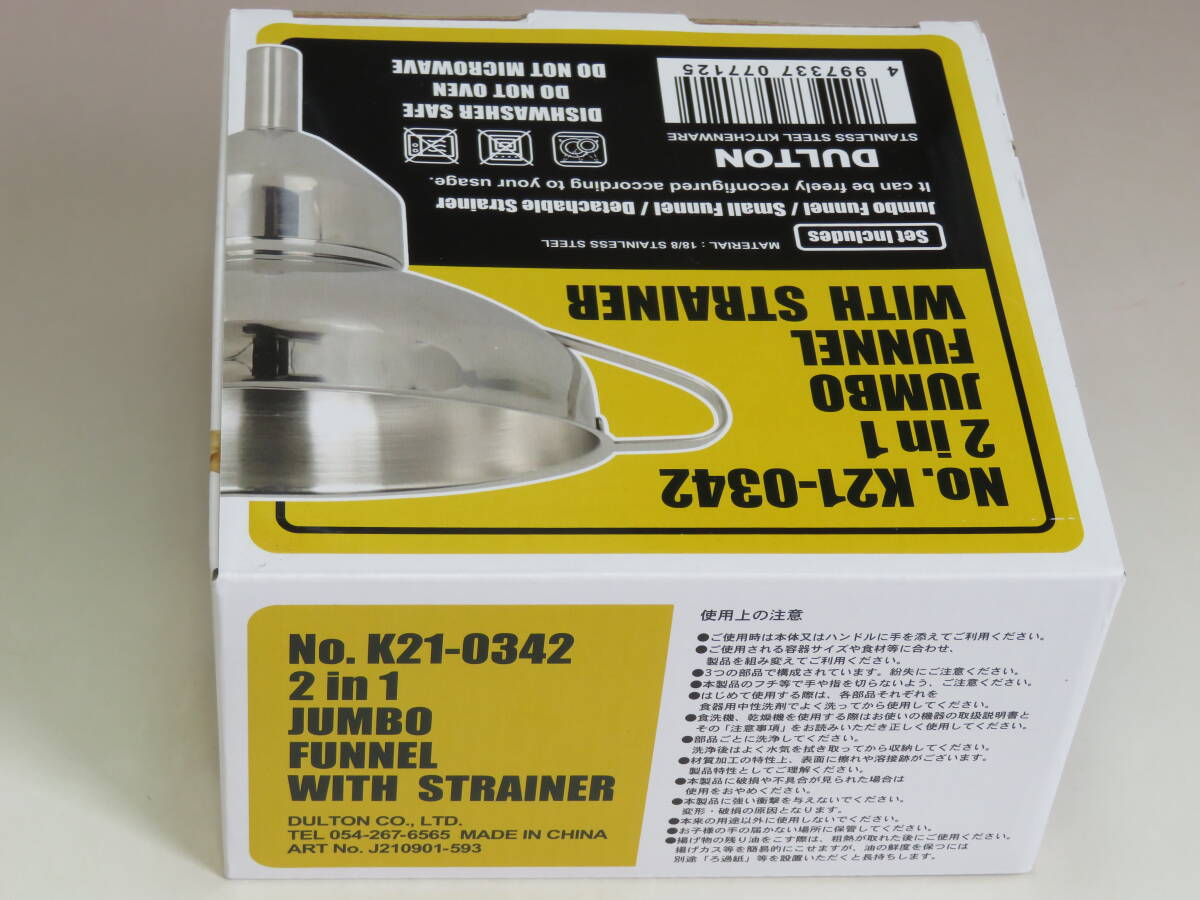 No. K21-0342
2 in 1
JUMBO
FUNNEL
WITH STRAINER
MATERIAL : 18/8 STAINLESS STEEL
Set Includes
Jumbo Funnel / Small Funnel / Detachable Strainer
It can be freely reconfigured according to your usage.
DULTON
STAINLESS STEEL KITCHENWARE
4 997337 077125
DISHWASHER SAFE
DO NOT OVEN
DO NOT MICROWAVE
No. K21-0342
2 in 1
JUMBO
FUNNEL
WITH STRAINER
DULTON CO., LTD.
TEL 054-267-6565 MADE IN CHINA
ART No. J210901-593
使用上の注意
●ご使用時は本体又はハンドルに手を添えてご利用ください。
●ご使用される容器サイズや食材等に合わせ、
製品を組み変えてご利用ください。
●3つの部品で構成されています。紛失にご注意ください。
●本製品のフチ等で手や指を切らないよう、ご注意ください。
●はじめて使用する際は、各部品それぞれを
食器用中性洗剤でよく洗ってから使用してください。
●食洗機、乾燥機を使用する際はお使いの機器の取扱説明書と
その「注意事項」をお読みいただき正しく使用してください。
●部品ごとに洗浄してください。
洗浄後はよく水気を拭き取ってから収納してください。
●材質加工の特性上、表面に擦れや溶接跡がございます。
製品特性としてご理解ください。
●本製品に破損や不具合が見られた場合は
使用をおやめください。
●本製品に強い衝撃を与えないでください。
変形・破損の原因となります。
●本来の用途以外に使用しないでください。
●お子様の手の届かない場所に保管してください。
●揚げ物の残り油をこす際は、粗熱が取れた後にご使用ください。
揚げカス等を簡易的にこせますが、油の鮮度を保つには
別途「ろ過紙」等を設置いただくと長持ちします。